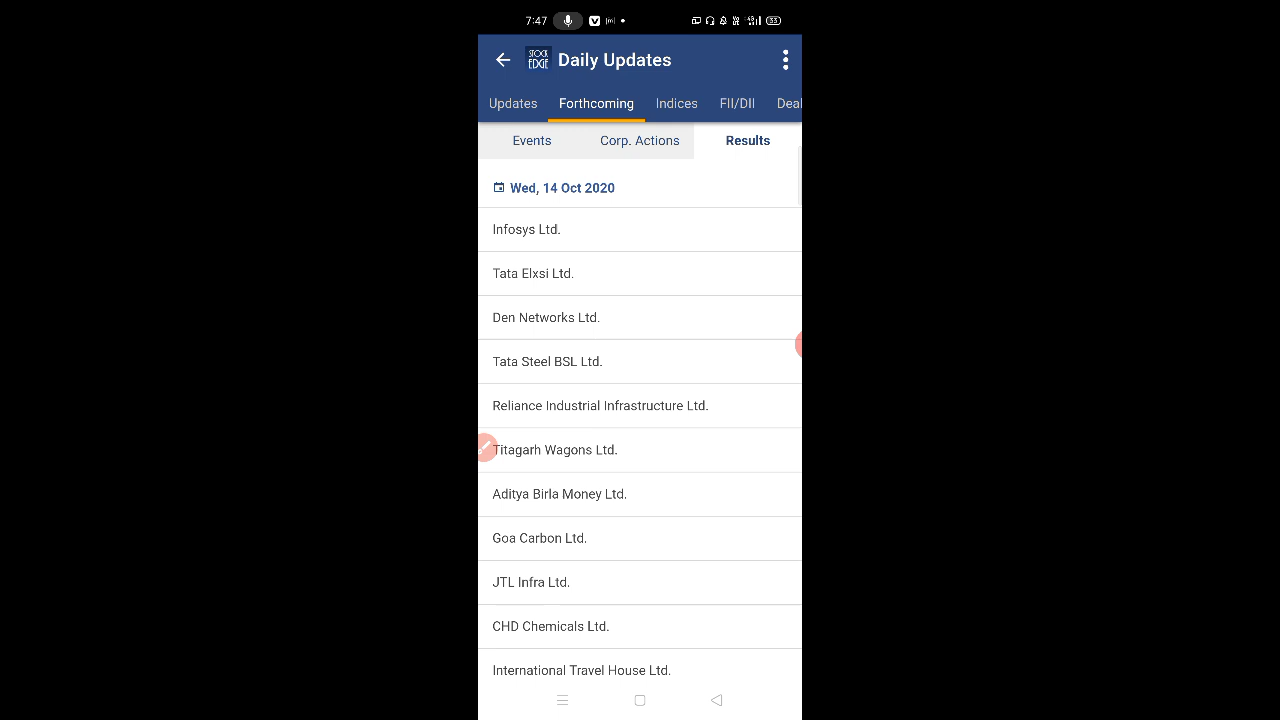 7:47
STOCK EDGE Daily Updates
Updates Forthcoming Indices FII/DII Deal
Events Corp. Actions Results
Wed, 14 Oct 2020
Infosys Ltd.
Tata Elxsi Ltd.
Den Networks Ltd.
Tata Steel BSL Ltd.
Reliance Industrial Infrastructure Ltd.
Titagarh Wagons Ltd.
Aditya Birla Money Ltd.
Goa Carbon Ltd.
JTL Infra Ltd.
CHD Chemicals Ltd.
International Travel House Ltd.